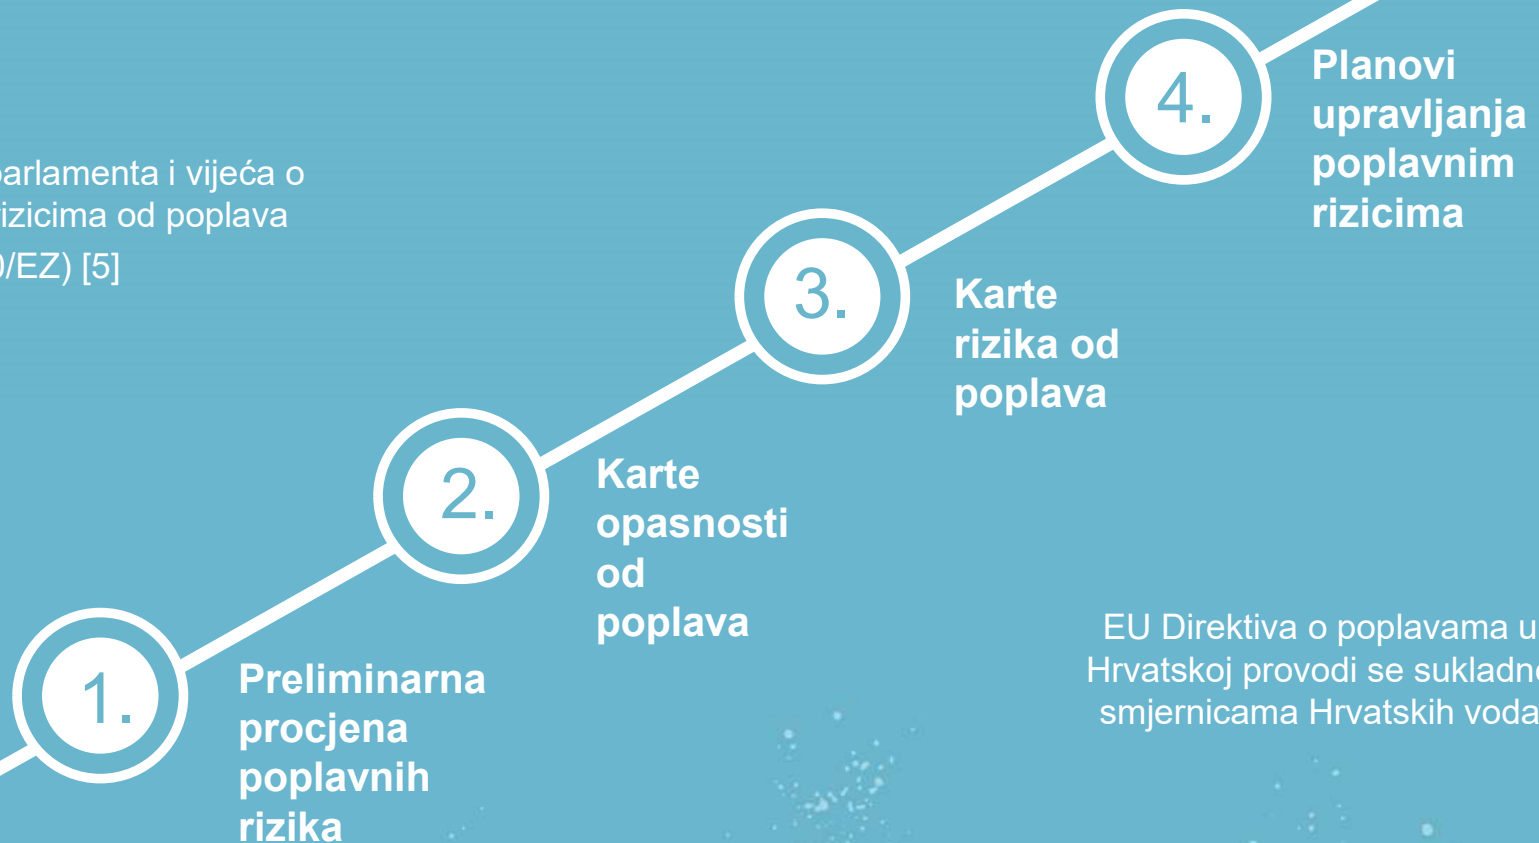 parlamenta i vijeća o
rizicima od poplava
0/EZ) [5]
4.
Planovi
upravljanja
poplavnim
rizicima
3.
Karte
rizika od
poplava
2.
Karte
opasnosti
od
poplava
1.
Preliminarna
procjena
poplavnih
rizika
EU Direktiva o poplavama u
Hrvatskoj provodi se sukladno
smjernicama Hrvatskih voda